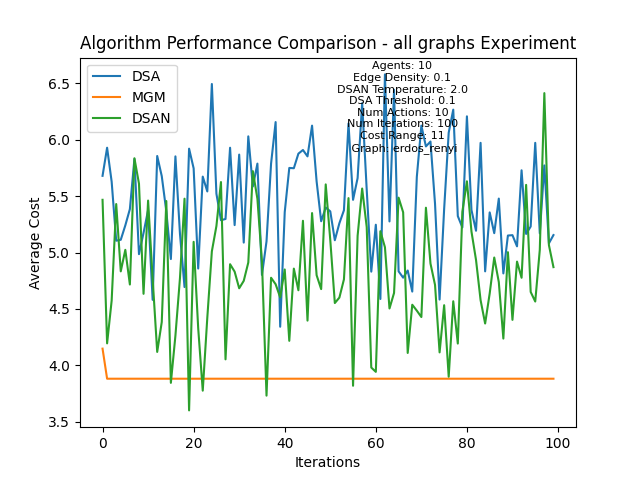 Algorithm Performance Comparison - all graphs Experiment
DSA
MGM
DSAN
Agents: 10
Edge Density: 0.1
DSAN Temperature: 2.0
DSA Threshold: 0.1
Num Actions: 10
Num Iterations: 100
Cost Range: 11
Graph: erdos_renyi
Average Cost
6.5
6.0
5.5
5.0
4.5
4.0
3.5
0
20
40
60
80
100
Iterations